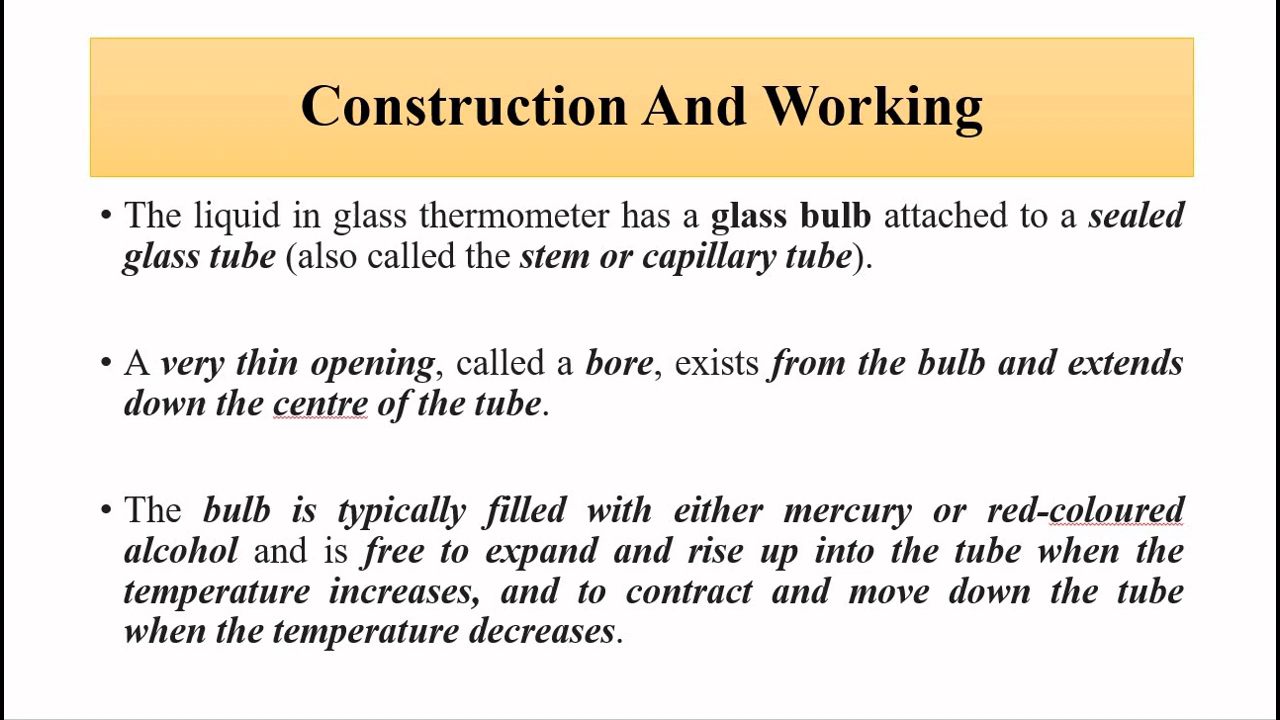 Construction And Working
• The liquid in glass thermometer has a glass bulb attached to a sealed
glass tube (also called the stem or capillary tube).
• A very thin opening, called a bore, exists from the bulb and extends
down the centre of the tube.
• The bulb is typically filled with either mercury or red-coloured
alcohol and is free to expand and rise up into the tube when the
temperature increases, and to contract and move down the tube
when the temperature decreases.